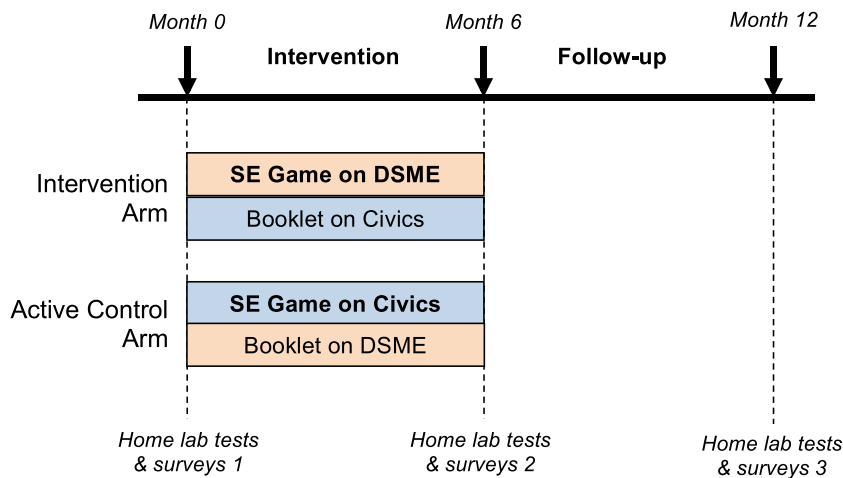 Month 0
Month 6
Month 12
Intervention
Follow-up
Intervention
Arm
SE Game on DSME
Booklet on Civics
Active Control
Arm
SE Game on Civics
Booklet on DSME
Home lab tests
& surveys 1
Home lab tests
& surveys 2
Home lab tests
& surveys 3